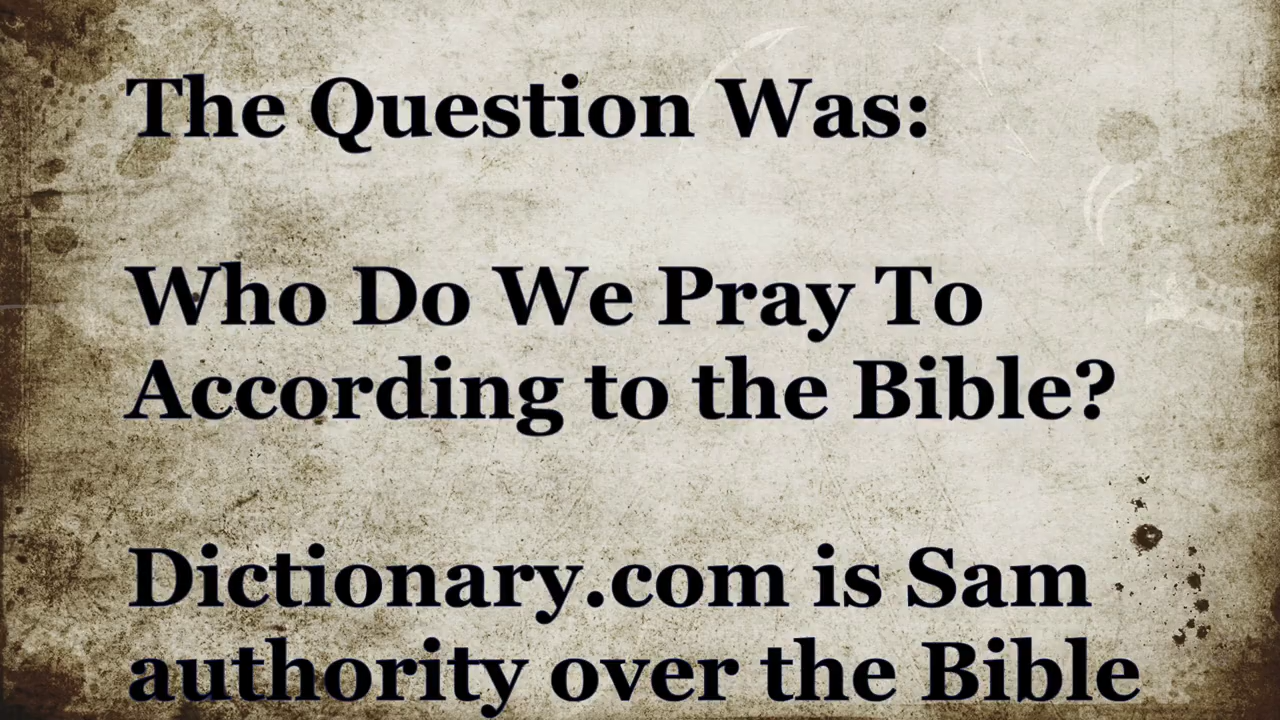 The Question Was:
Who Do We Pray To
According to the Bible?
Dictionary.com is Sam
authority over the Bible